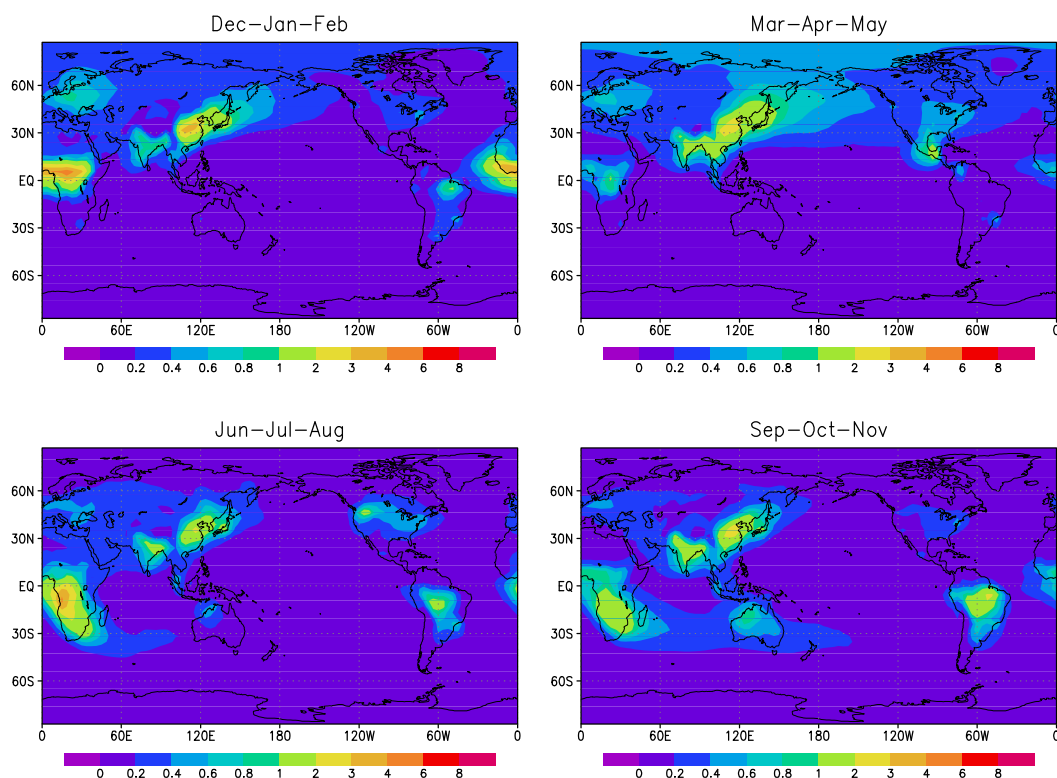 Dec-Jan-Feb Mar-Apr-May
60N 60N
30N 30N
EQ EQ
30S 30S
60S 60S
0 60E 120E 180 120W 60W 0 0 60E 120E 180 120W 60W 0
0 0.2 0.4 0.6 0.8 1 2 3 4 6 8 0 0.2 0.4 0.6 0.8 1 2 3 4 6 8
Jun-Jul-Aug Sep-Oct-Nov
60N 60N
30N 30N
EQ EQ
30S 30S
60S 60S
0 60E 120E 180 120W 60W 0 0 60E 120E 180 120W 60W 0
0 0.2 0.4 0.6 0.8 1 2 3 4 6 8 0 0.2 0.4 0.6 0.8 1 2 3 4 6 8